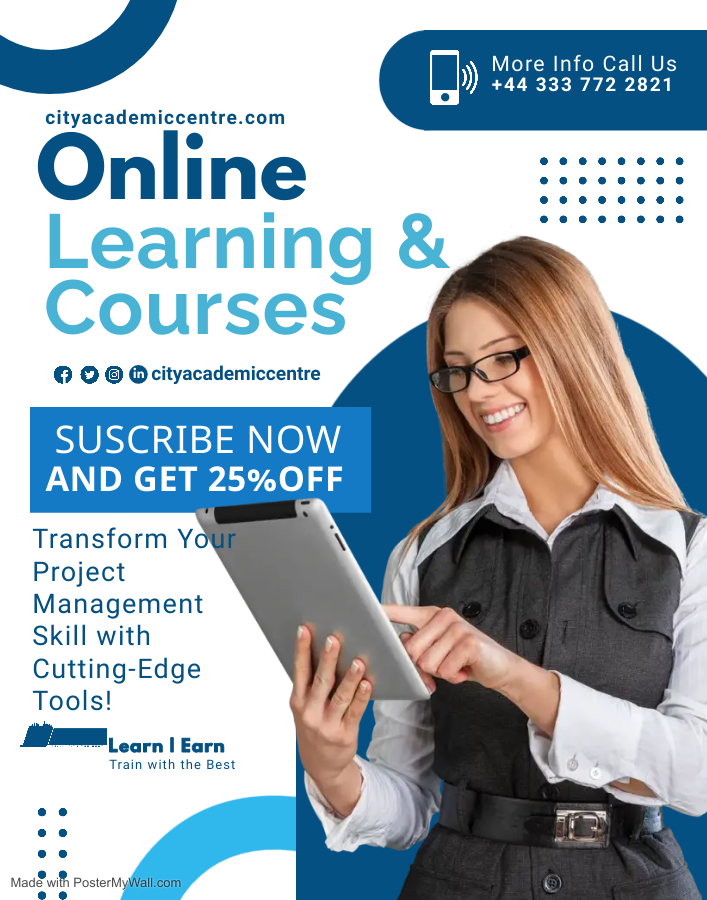 More Info Call Us
+44 333 772 2821
cityacademiccentre.com
Online
Learning &
Courses
cityacademiccentre
SUSCRIBE NOW
AND GET 25%OFF
Transform Your
Project
Management
Skill with
Cutting-Edge
Tools!
Learn | Earn
Train with the Best
Made with PosterMyWall.com